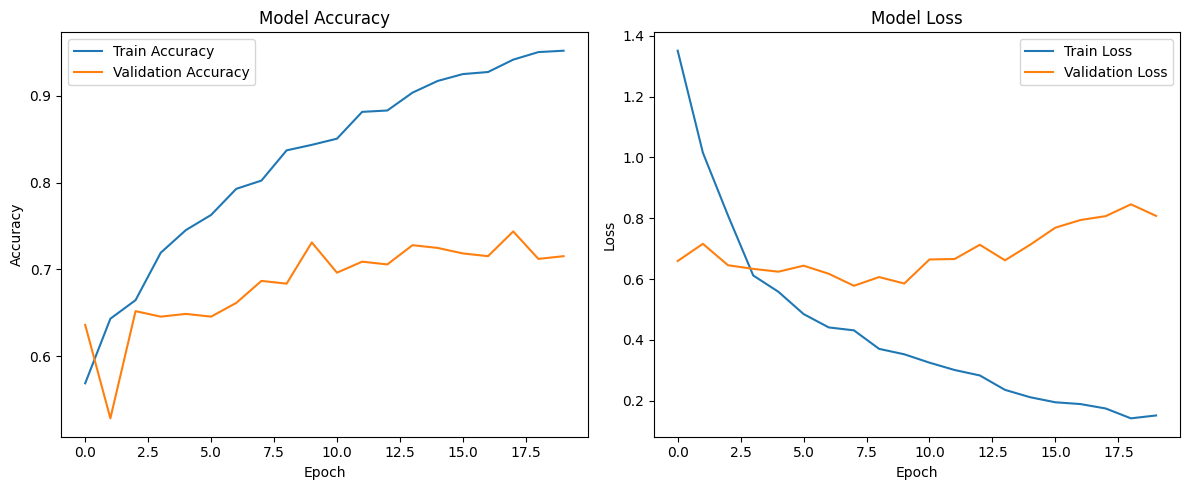 Model Accuracy
Train Accuracy
Validation Accuracy
0.9
0.8
0.7
0.6
Accuracy
0.0 2.5 5.0 7.5 10.0 12.5 15.0 17.5
Epoch
Model Loss
Train Loss
Validation Loss
1.4
1.2
1.0
0.8
0.6
0.4
0.2
Loss
0.0 2.5 5.0 7.5 10.0 12.5 15.0 17.5
Epoch